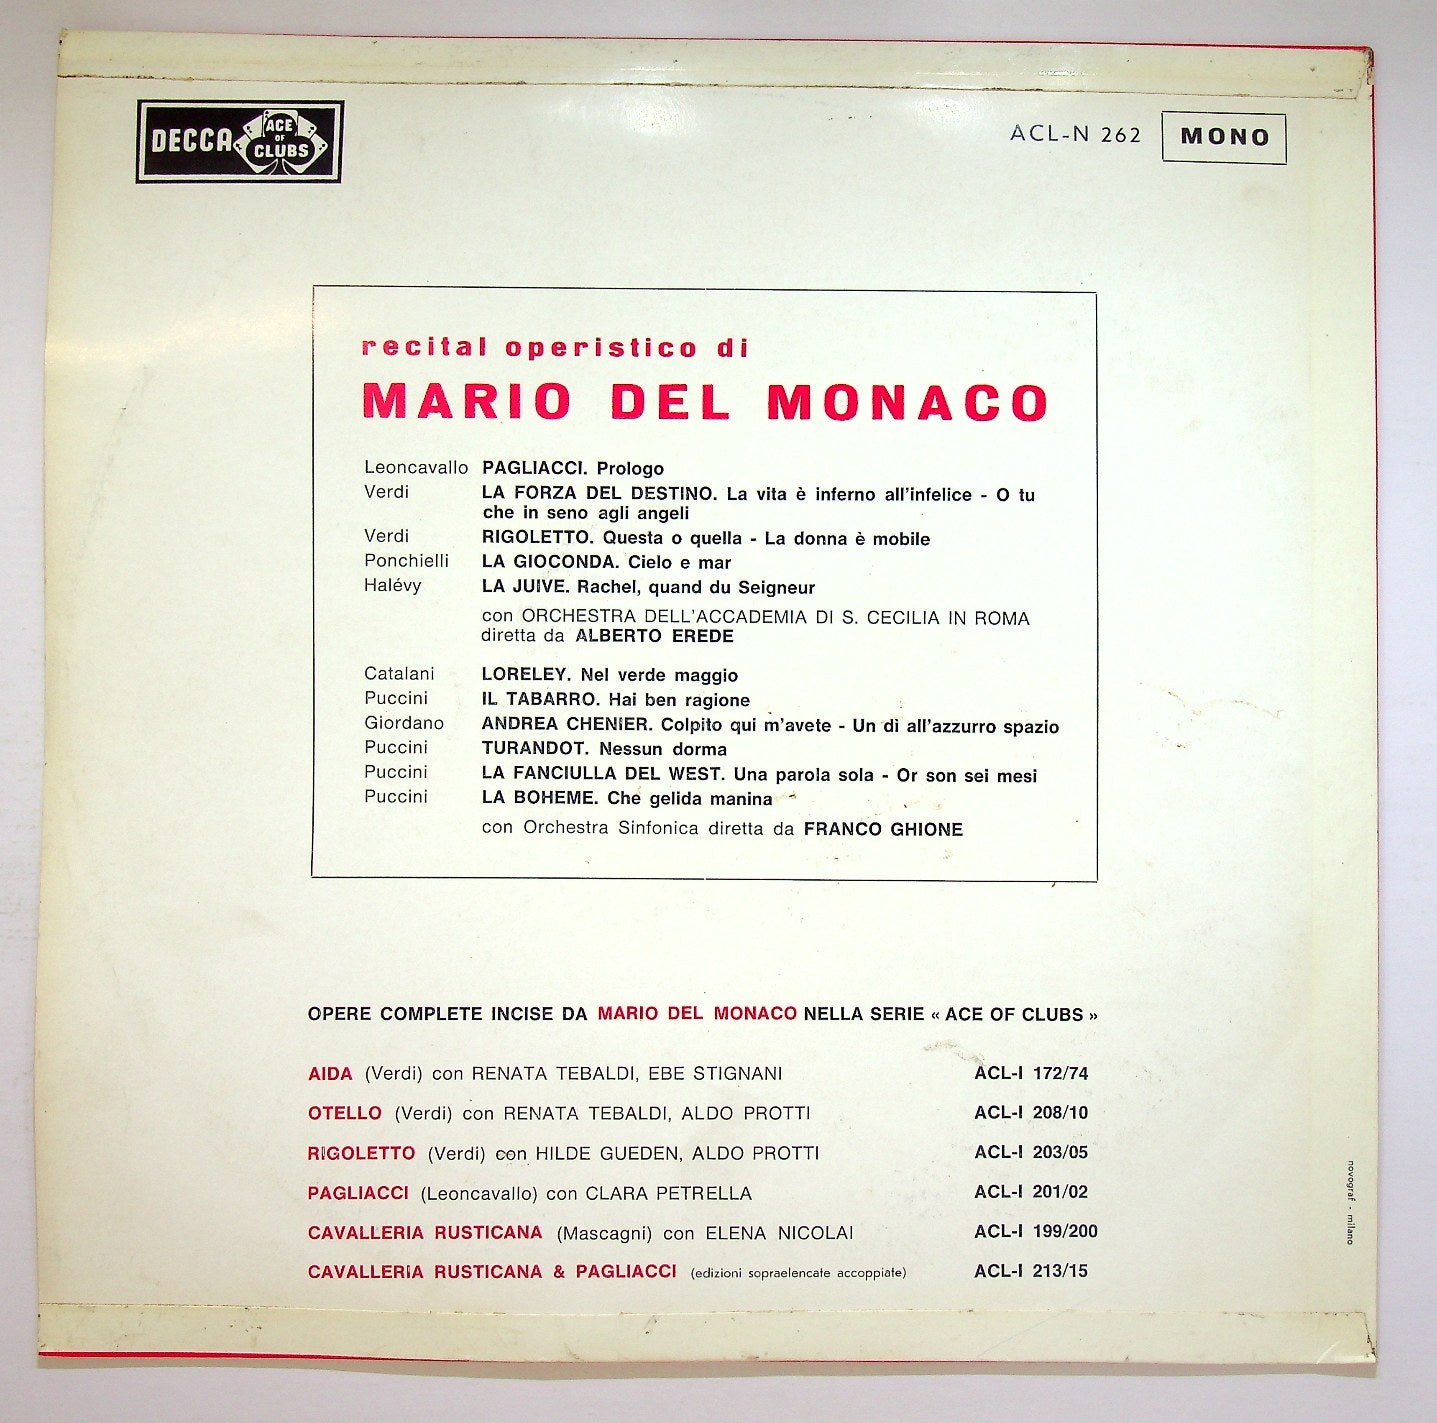 DECCA ACE OF CLUBS
ACL-N 262 MONO
recital operistico di
MARIO DEL MONACO
Leoncavallo PAGLIACCI. Prologo
Verdi LA FORZA DEL DESTINO. La vita è inferno all'infelice - O tu
che in seno agli angeli
Verdi RIGOLETTO. Questa o quella - La donna è mobile
Ponchielli LA GIOCONDA. Cielo e mar
Halévy LA JUIVE. Rachel, quand du Seigneur
con ORCHESTRA DELL'ACCADEMIA DI S. CECILIA IN ROMA
diretta da ALBERTO EREDE
Catalani LORELEY. Nel verde maggio
Puccini IL TABARRO. Hai ben ragione
Giordano ANDREA CHENIER. Colpito qui m'avete - Un dì all'azzurro spazio
Puccini TURANDOT. Nessun dorma
Puccini LA FANCIULLA DEL WEST. Una parola sola - Or son sei mesi
Puccini LA BOHEME. Che gelida manina
con Orchestra Sinfonica diretta da FRANCO GHIONE
OPERE COMPLETE INCISE DA MARIO DEL MONACO NELLA SERIE « ACE OF CLUBS »
AIDA (Verdi) con RENATA TEBALDI, EBE STIGNANI ACL-I 172/74
OTELLO (Verdi) con RENATA TEBALDI, ALDO PROTTI ACL-I 208/10
RIGOLETTO (Verdi) con HILDE GUEDEN, ALDO PROTTI ACL-I 203/05
PAGLIACCI (Leoncavallo) con CLARA PETRELLA ACL-I 201/02
CAVALLERIA RUSTICANA (Mascagni) con ELENA NICOLAI ACL-I 199/200
CAVALLERIA RUSTICANA & PAGLIACCI (edizioni sopraelencate accoppiate) ACL-I 213/15
novograf - milano